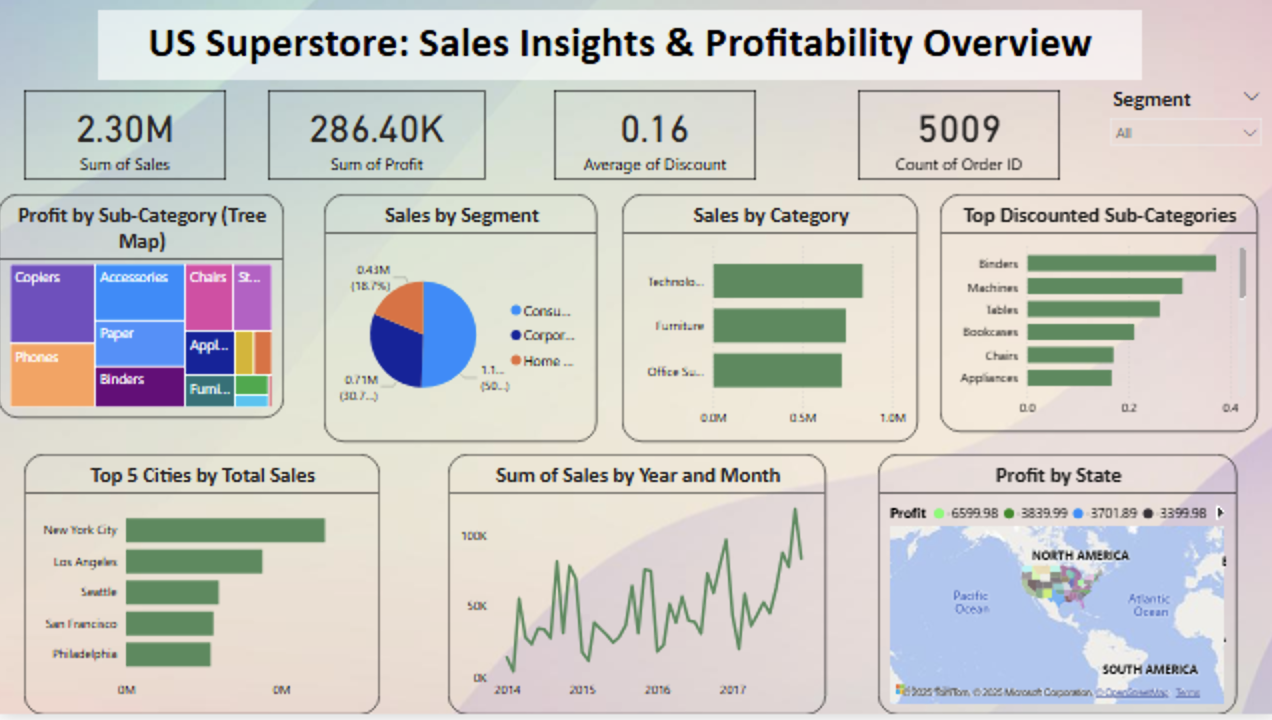 US Superstore: Sales Insights & Profitability Overview
2.30M
Sum of Sales
286.40K
Sum of Profit
0.16
Average of Discount
5009
Count of Order ID
Segment
All
Profit by Sub-Category (Tree
Map)
Copiers
Phones
Accessories
Paper
Binders
Chairs
St...
Appl...
Furni...
Sales by Segment
0.43M
(18.7%)
0.71M
(30.7...)
1.1...
(50...)
Consu...
Corpor...
Home ...
Sales by Category
Technolo...
Furniture
Office Su...
0.0M 0.5M 1.0M
Top Discounted Sub-Categories
Binders
Machines
Tables
Bookcases
Chairs
Appliances
0.0 0.2 0.4
Top 5 Cities by Total Sales
New York City
Los Angeles
Seattle
San Francisco
Philadelphia
0M 0M
Sum of Sales by Year and Month
100K
50K
0K
2014 2015 2016 2017
Profit by State
Profit -6599.98 -3839.99 -3701.89 -3399.98
NORTH AMERICA
Pacific
Ocean
Atlantic
Ocean
SOUTH AMERICA
© 2025 TomTom, © 2025 Microsoft Corporation, © OpenStreetMap Terms